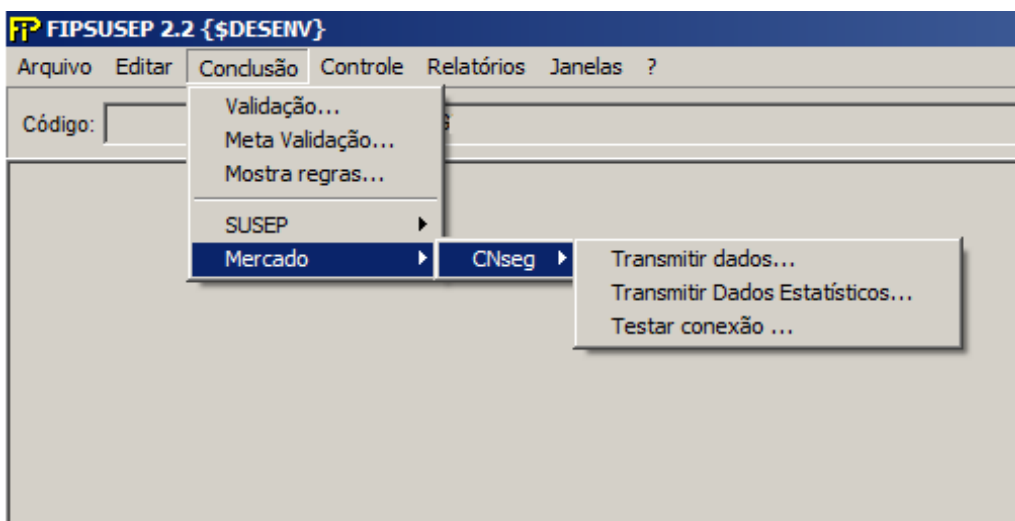 FIP FIPSUSEP 2.2 {$DESENV}
Arquivo Editar Conclusão Controle Relatórios Janelas ?
Código:
Validação...
Meta Validação...
Mostra regras...
SUSEP
Mercado
CNseg
Transmitir dados...
Transmitir Dados Estatísticos...
Testar conexão ...